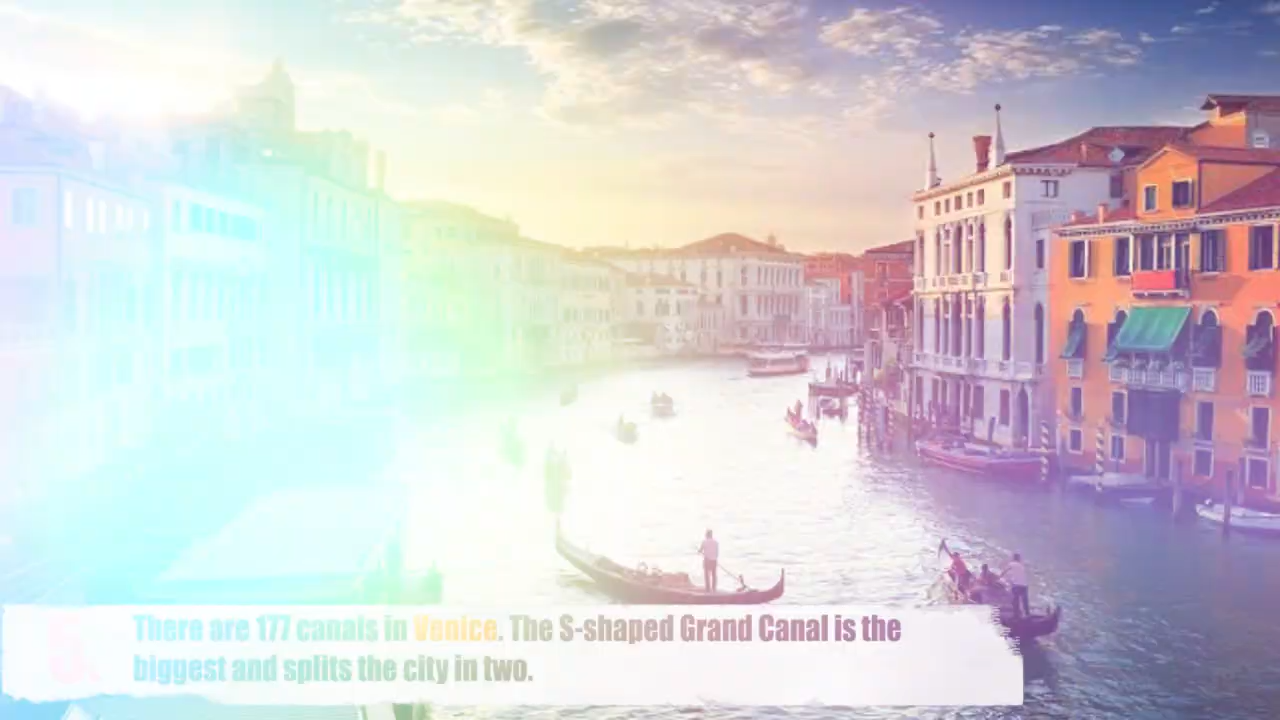 5. There are 177 canals in Venice. The S-shaped Grand Canal is the
biggest and splits the city in two.